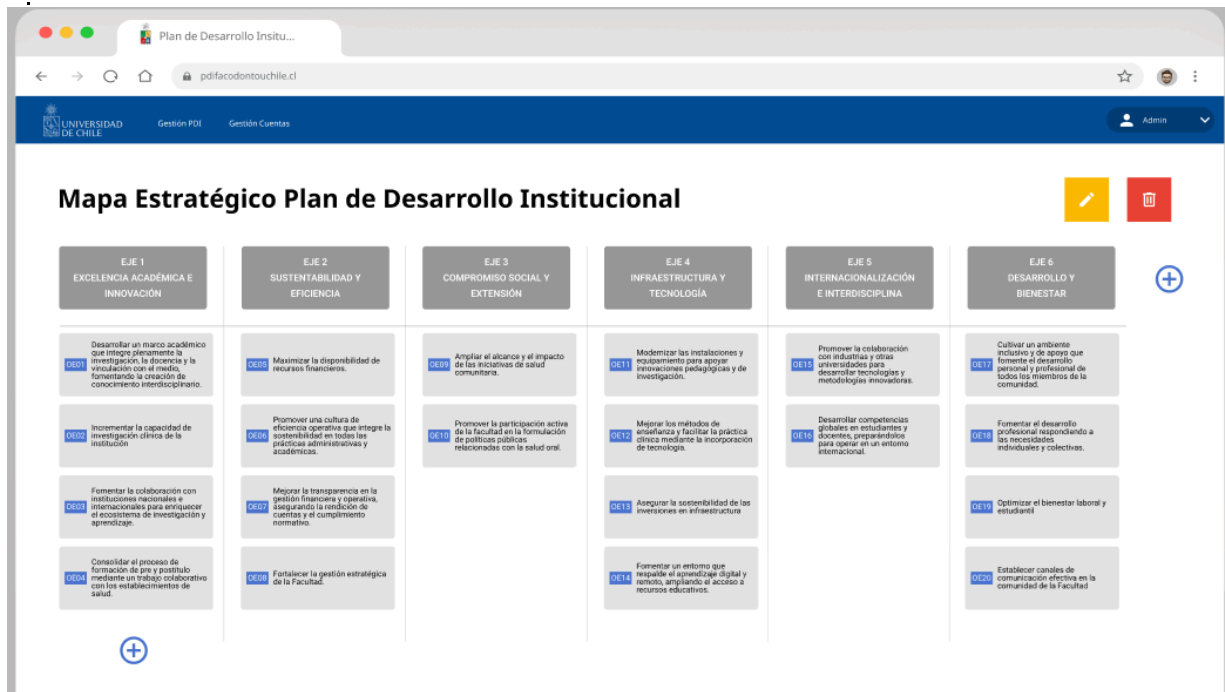 Plan de Desarrollo Insitu...
pdifacodontouchile.cl
UNIVERSIDAD
DE CHILE
Gestión PDI
Gestión Cuentas
Admin
Mapa Estratégico Plan de Desarrollo Institucional
EJE 1
EXCELENCIA ACADÉMICA E
INNOVACIÓN
EJE 2
SUSTENTABILIDAD Y
EFICIENCIA
EJE 3
COMPROMISO SOCIAL Y
EXTENSIÓN
EJE 4
INFRAESTRUCTURA Y
TECNOLOGÍA
EJE 5
INTERNACIONALIZACIÓN
E INTERDISCIPLINA
EJE 6
DESARROLLO Y
BIENESTAR
OE01
Desarrollar un marco académico
que integre plenamente la
investigación, la docencia y la
vinculación con el medio,
fomentando la creación de
conocimiento interdisciplinario.
OE05
Maximizar la disponibilidad de
recursos financieros.
OE09
Ampliar el alcance y el impacto
de las iniciativas de salud
comunitaria.
OE11
Modernizar las instalaciones y
equipamiento para apoyar
innovaciones pedagógicas y de
investigación.
OE15
Promover la colaboración
con industrias y otras
universidades para
desarrollar tecnologías y
metodologías innovadoras.
OE17
Cultivar un ambiente
inclusivo y de apoyo que
fomente el desarrollo
personal y profesional de
todos los miembros de la
comunidad.
OE02
Incrementar la capacidad de
investigación clínica de la
institución
OE06
Promover una cultura de
eficiencia operativa que integre la
sostenibilidad en todas las
prácticas administrativas y
académicas.
OE10
Promover la participación activa
de la facultad en la formulación
de políticas públicas
relacionadas con la salud oral.
OE12
Mejorar los métodos de
enseñanza y facilitar la práctica
clínica mediante la incorporación
de tecnología.
OE16
Desarrollar competencias
globales en estudiantes y
docentes, preparándolos
para operar en un entorno
internacional.
OE18
Fomentar el desarrollo
profesional respondiendo a
las necesidades
individuales y colectivas.
OE03
Fomentar la colaboración con
instituciones nacionales e
internacionales para enriquecer
el ecosistema de investigación y
aprendizaje.
OE07
Mejorar la transparencia en la
gestión financiera y operativa,
asegurando la rendición de
cuentas y el cumplimiento
normativo.
OE13
Asegurar la sostenibilidad de las
inversiones en infraestructura
OE19
Optimizar el bienestar laboral y
estudiantil
OE04
Consolidar el proceso de
formación de pre y postítulo
mediante un trabajo colaborativo
con los establecimientos de
salud.
OE08
Fortalecer la gestión estratégica
de la Facultad.
OE14
Fomentar un entorno que
respalde el aprendizaje digital y
remoto, ampliando el acceso a
recursos educativos.
OE20
Establecer canales de
comunicación efectiva en la
comunidad de la Facultad